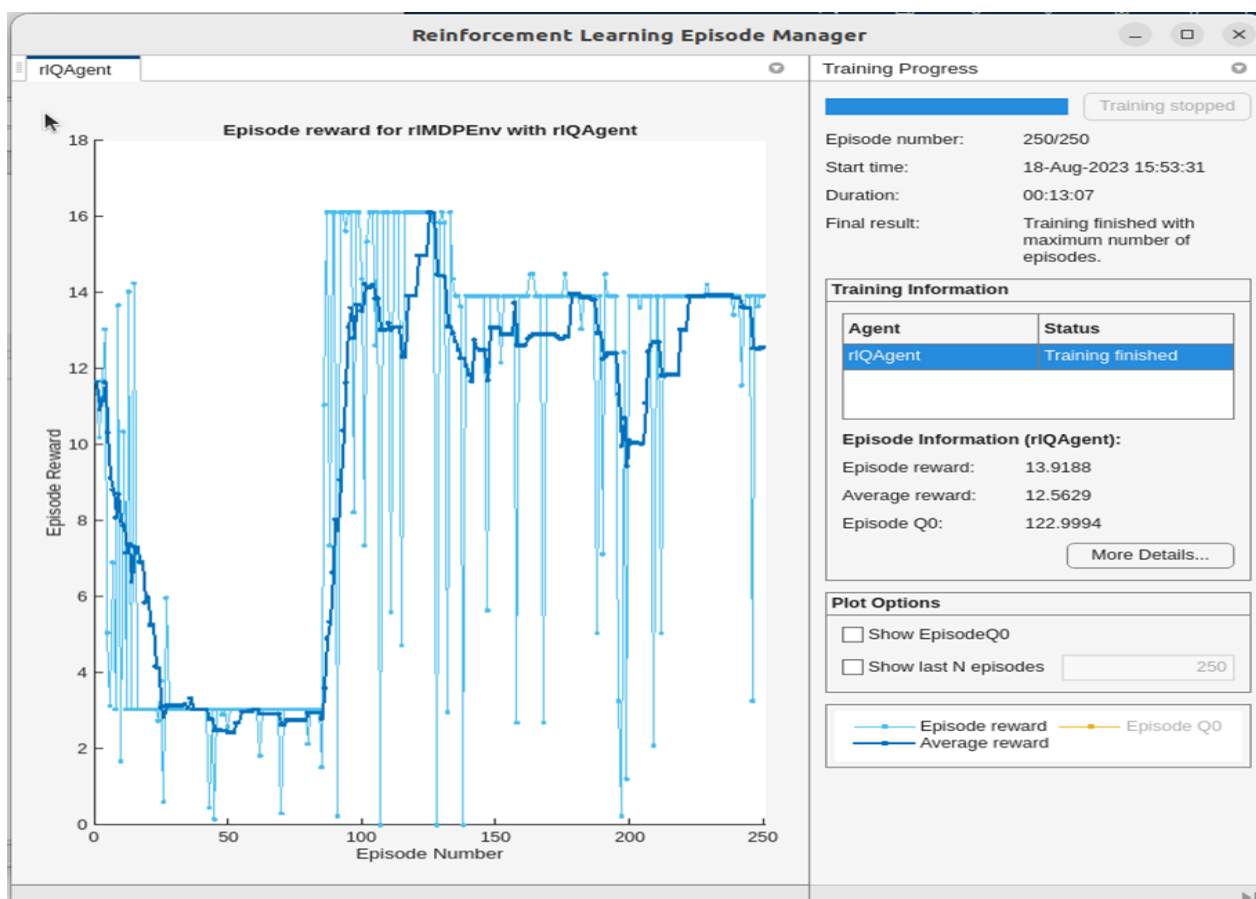 Reinforcement Learning Episode Manager
rlQAgent
Episode reward for rlMDPEnv with rlQAgent
18
16
14
12
10
8
6
4
2
0
Episode Reward
0 50 100 150 200 250
Episode Number
Training Progress
Training stopped
Episode number: 250/250
Start time: 18-Aug-2023 15:53:31
Duration: 00:13:07
Final result: Training finished with
maximum number of
episodes.
Training Information
Agent Status
rlQAgent Training finished
Episode Information (rlQAgent):
Episode reward: 13.9188
Average reward: 12.5629
Episode Q0: 122.9994
More Details...
Plot Options
Show EpisodeQ0
Show last N episodes 250
Episode reward Episode Q0
Average reward